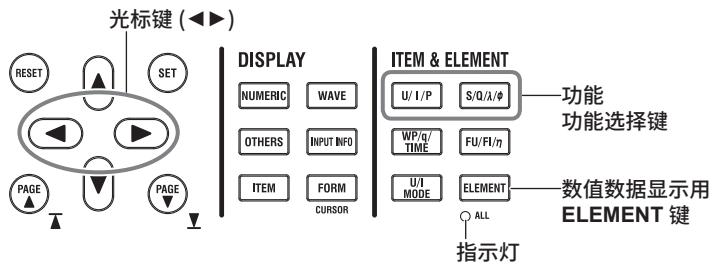 光标键 (◄►)
RESET
SET
PAGE
PAGE
DISPLAY
NUMERIC
WAVE
OTHERS
INPUT INFO
ITEM
FORM
CURSOR
ITEM & ELEMENT
U/ I /P
S/Q/λ/ϕ
WP/q/
TIME
FU/FI/η
U/I
MODE
ELEMENT
ALL
功能
功能选择键
数值数据显示用
ELEMENT 键
指示灯